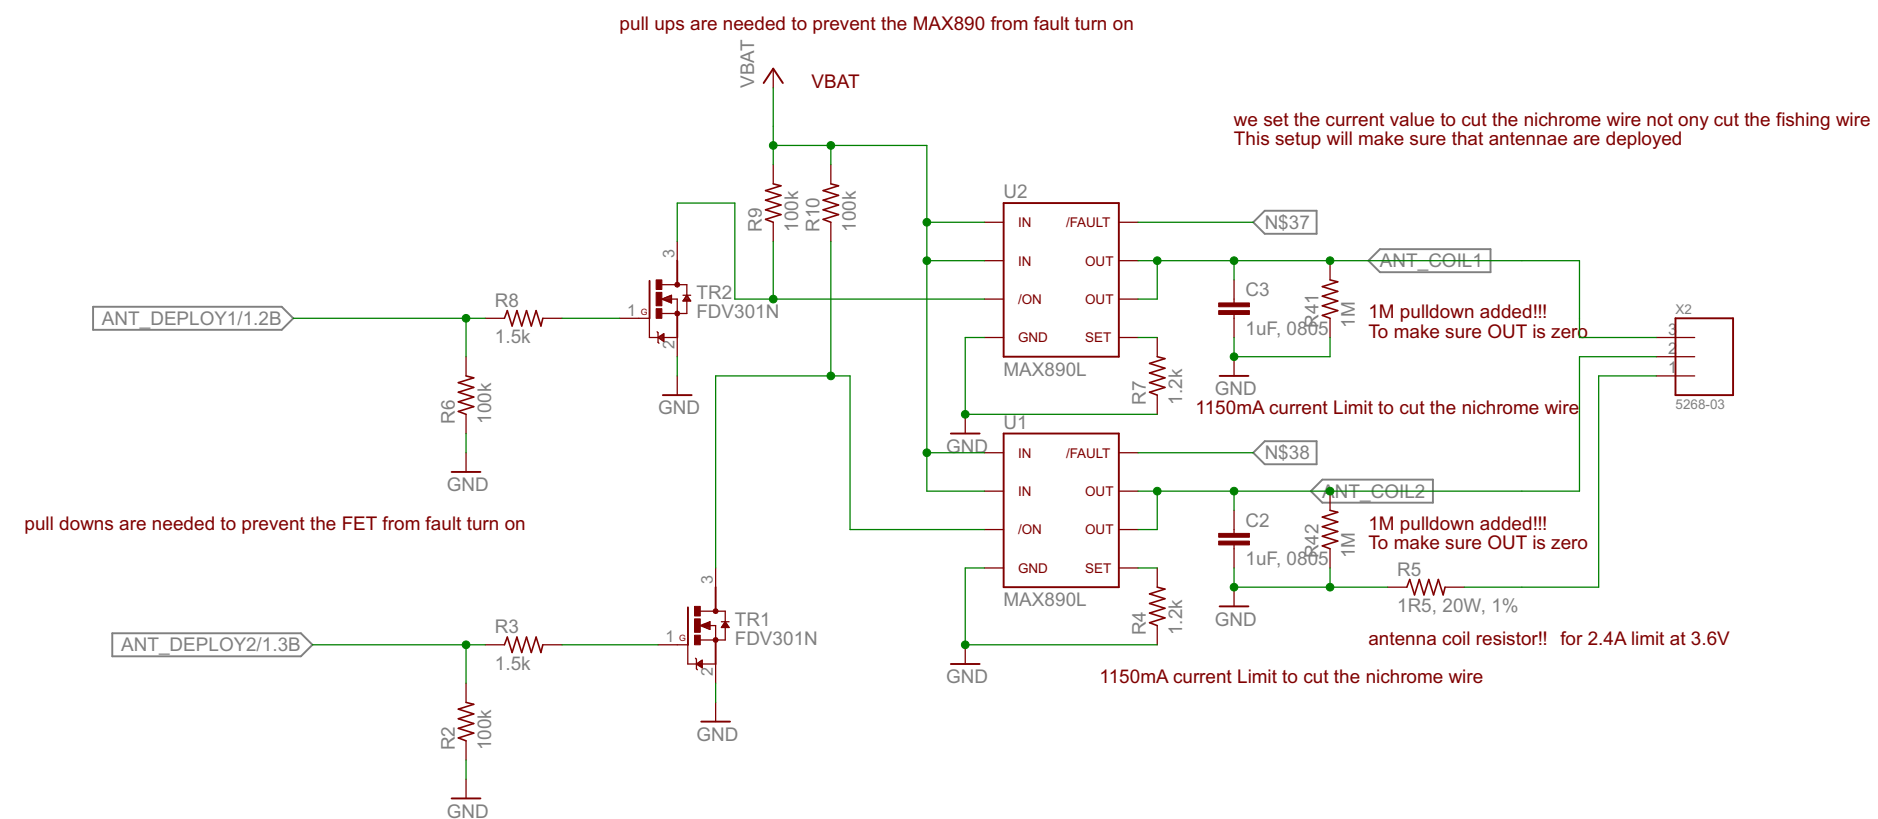 pull ups are needed to prevent the MAX890 from fault turn on
VBAT
VBAT
we set the current value to cut the nichrome wire not ony cut the fishing wire
This setup will make sure that antennae are deployed
R9
100k
R10
100k
U2
IN
/FAULT
N$37
IN
OUT
ANT_COIL1
/ON
OUT
GND
SET
MAX890L
3
TR2
FDV301N
1
G
2
GND
ANT_DEPLOY1/1.2B
R8
1.5k
R6
100k
GND
C3
1uF, 0805
R41
1M
1M pulldown added!!!
To make sure OUT is zero
X2
3
2
1
5268-03
GND
R7
1.2k
1150mA current Limit to cut the nichrome wire
GND
U1
IN
/FAULT
N$38
IN
OUT
ANT_COIL2
/ON
OUT
GND
SET
MAX890L
pull downs are needed to prevent the FET from fault turn on
C2
1uF, 0805
R42
1M
1M pulldown added!!!
To make sure OUT is zero
R5
1R5, 20W, 1%
GND
R4
1.2k
antenna coil resistor!! for 2.4A limit at 3.6V
GND
1150mA current Limit to cut the nichrome wire
3
TR1
FDV301N
1
G
2
GND
ANT_DEPLOY2/1.3B
R3
1.5k
R2
100k
GND